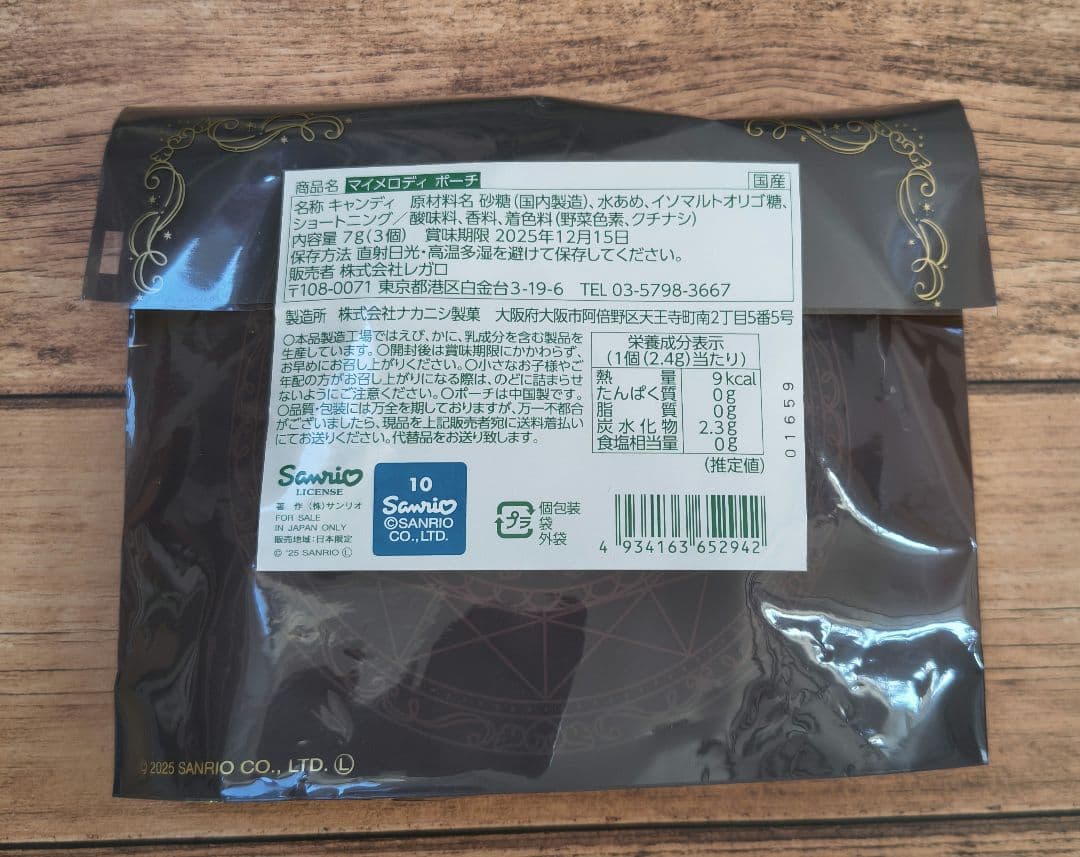 商品名 マイメロディ ポーチ 国産
名称 キャンディ 原材料名 砂糖(国内製造)、水あめ、イソマルトオリゴ糖、
ショートニング／酸味料、香料、着色料(野菜色素、クチナシ)
内容量 7g(3個) 賞味期限 2025年12月15日
保存方法 直射日光・高温多湿を避けて保存してください。
販売者 株式会社レガロ
〒108-0071 東京都港区白金台3-19-6 TEL 03-5798-3667
製造所 株式会社ナカニシ製菓 大阪府大阪市阿倍野区天王寺町南2丁目5番5号
○本品製造工場ではえび、かに、乳成分を含む製品を
生産しています。○開封後は賞味期限にかかわらず、
お早めにお召し上がりください。○小さなお子様やご
年配の方がお召し上がりになる際は、のどに詰まらせ
ないようにご注意ください。○ポーチは中国製です。
○品質・包装には万全を期しておりますが、万一不都合
がございましたら、現品を上記販売者宛に送料着払い
にてお送りください。代替品をお送り致します。
栄養成分表示
(1個(2.4g)当たり)
熱量 9kcal
たんぱく質 0g
脂質 0g
炭水化物 2.3g
食塩相当量 0g
(推定値)
01659
Sanrio
LICENSE
著 作 (株)サンリオ
FOR SALE
IN JAPAN ONLY
販売地域:日本限定
© '25 SANRIO Ⓛ
10
Sanrio
©SANRIO
CO., LTD.
プラ
個包装
袋
外袋
4 934163 652942
© 2025 SANRIO CO., LTD. Ⓛ